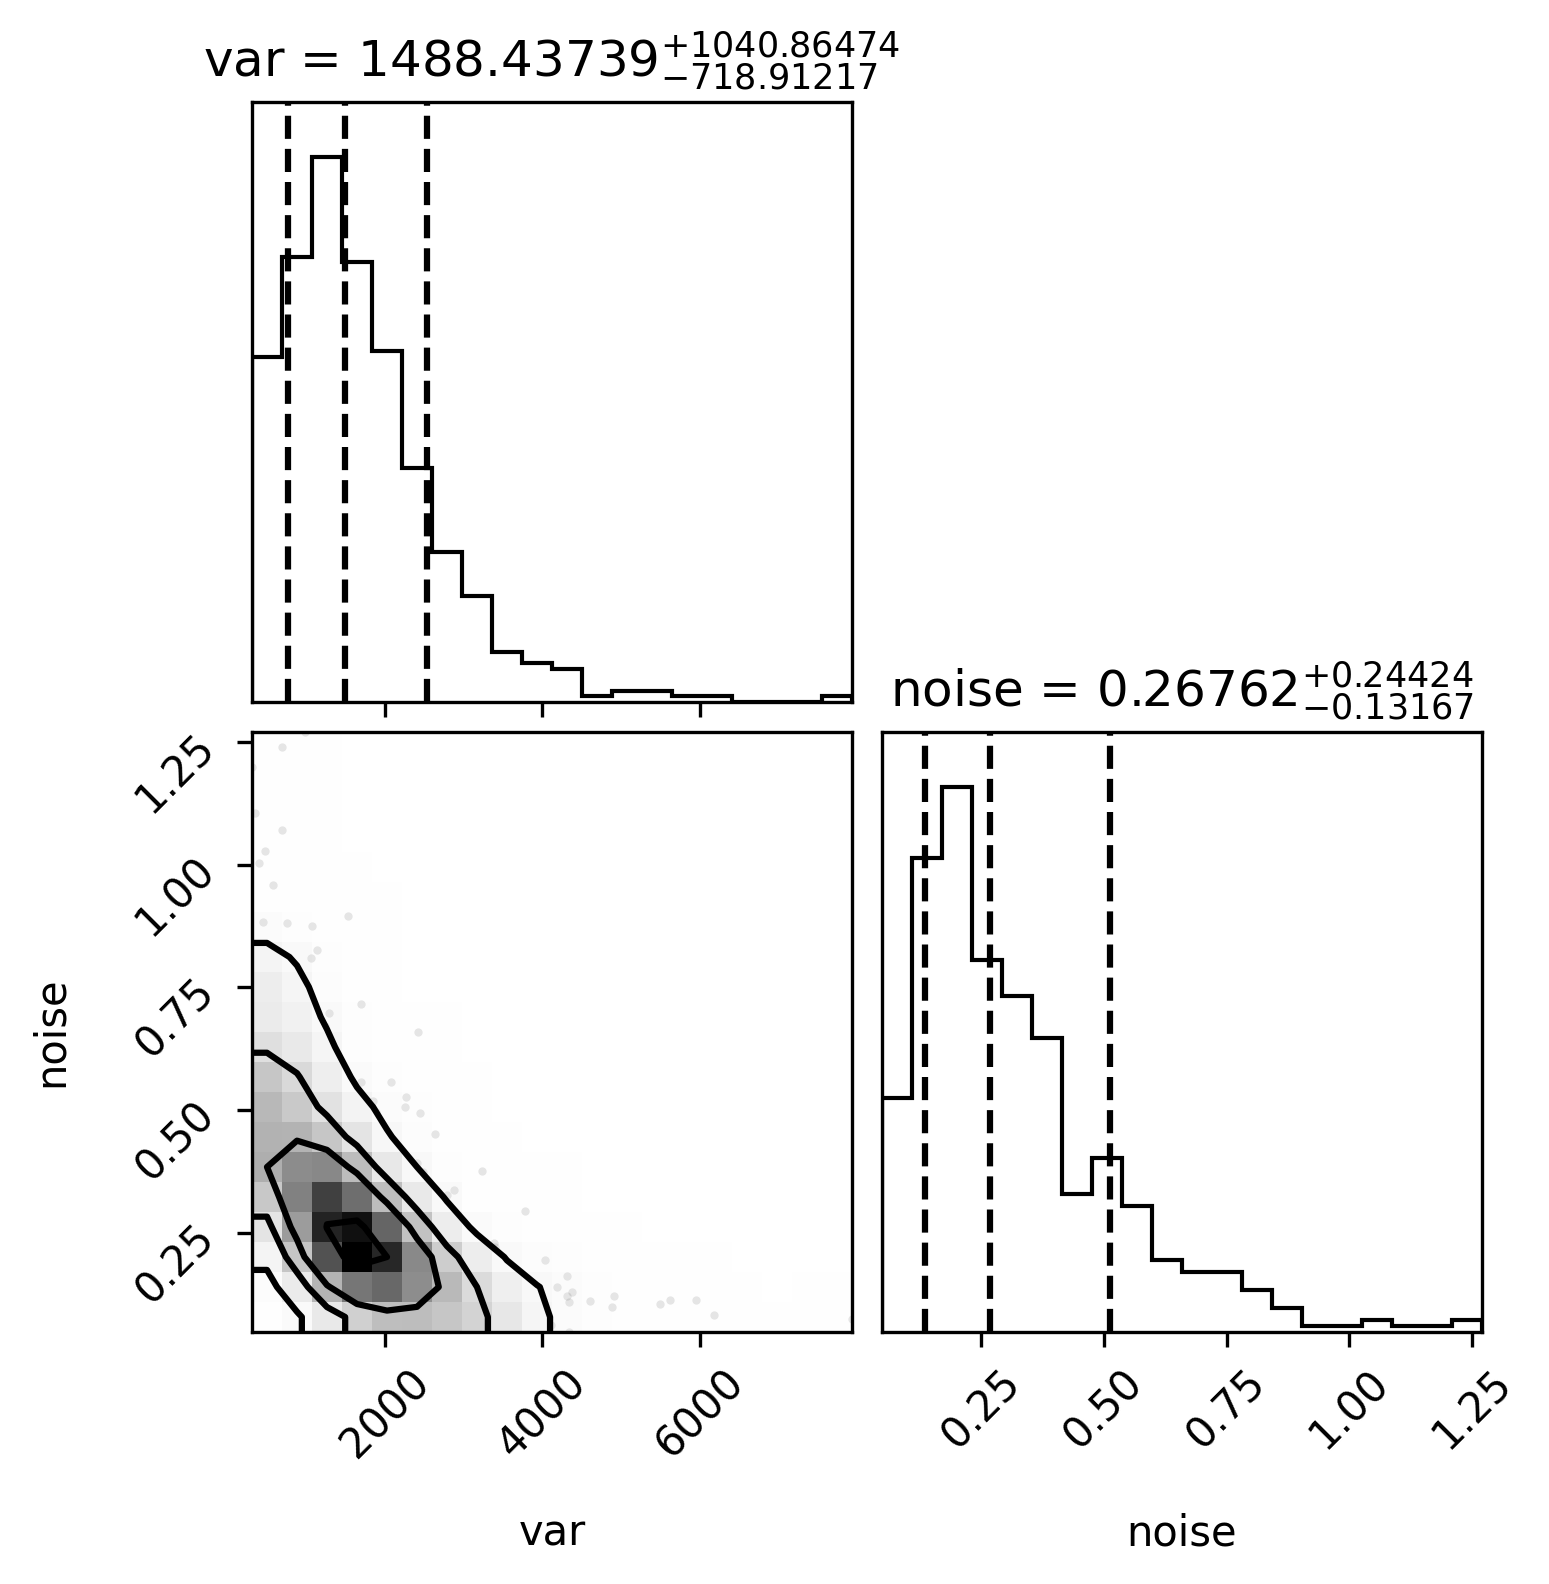 var = 1488.43739+1040.86474−718.91217
noise = 0.26762+0.24424−0.13167
1.25
1.00
0.75
0.50
0.25
noise
2000 4000 6000
var
0.25 0.50 0.75 1.00 1.25
noise